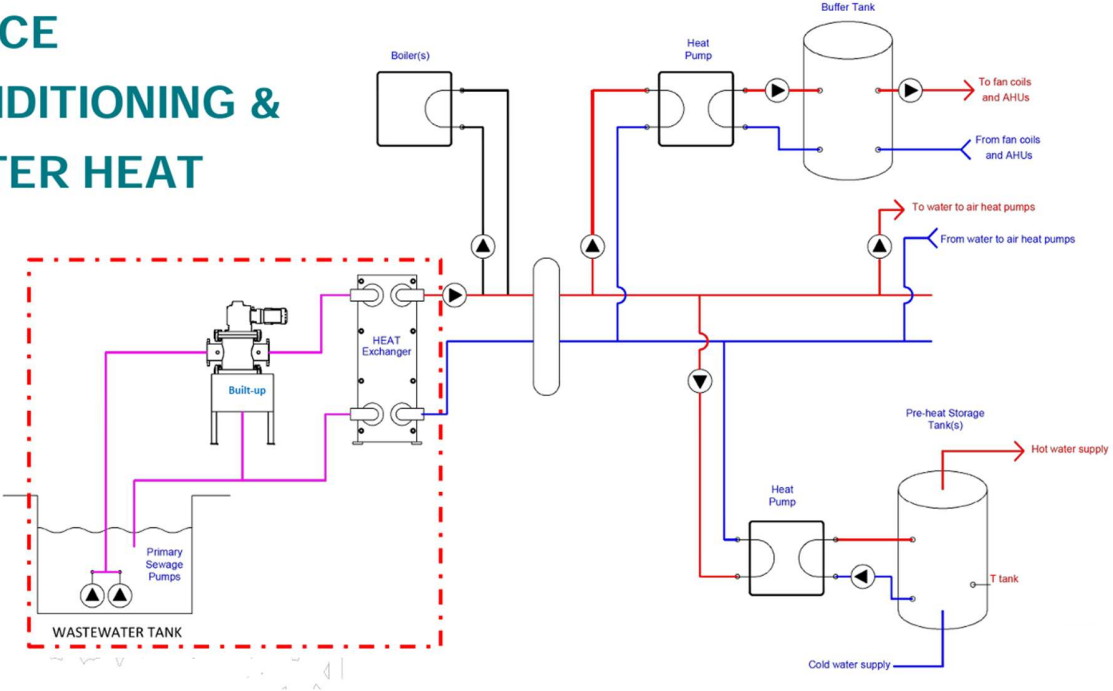 CE
NDITIONING &
TER HEAT
Boiler(s)
Heat
Pump
Buffer Tank
To fan coils
and AHUs
From fan coils
and AHUs
To water to air heat pumps
From water to air heat pumps
HEAT
Exchanger
Built-up
Primary
Sewage
Pumps
WASTEWATER TANK
Pre-heat Storage
Tank(s)
Hot water supply
Heat
Pump
T tank
Cold water supply